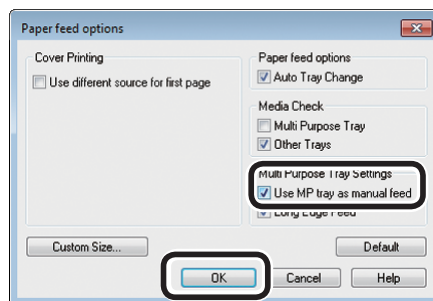 Paper feed options
Cover Printing
Use different source for first page
Paper feed options
Auto Tray Change
Media Check
Multi Purpose Tray
Other Trays
Multi Purpose Tray Settings
Use MP tray as manual feed
Long Edge Feed
Custom Size...
Default
OK
Cancel
Help